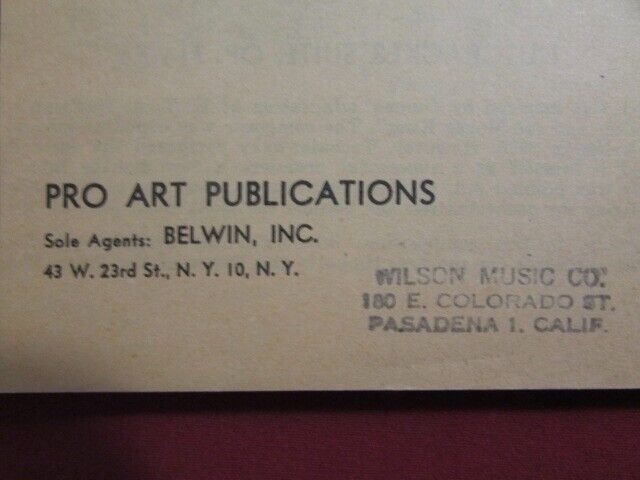 PRO ART PUBLICATIONS
Sole Agents: BELWIN, INC.
43 W. 23rd St., N. Y. 10, N. Y.
WILSON MUSIC CO.
180 E. COLORADO ST.
PASADENA 1, CALIF.